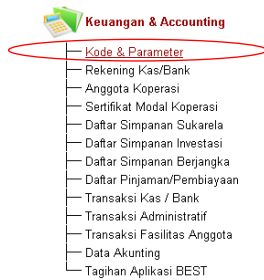 Keuangan & Accounting
Kode & Parameter
Rekening Kas/Bank
Anggota Koperasi
Sertifikat Modal Koperasi
Daftar Simpanan Sukarela
Daftar Simpanan Investasi
Daftar Simpanan Berjangka
Daftar Pinjaman/Pembiayaan
Transaksi Kas / Bank
Transaksi Administratif
Transaksi Fasilitas Anggota
Data Akunting
Tagihan Aplikasi BEST